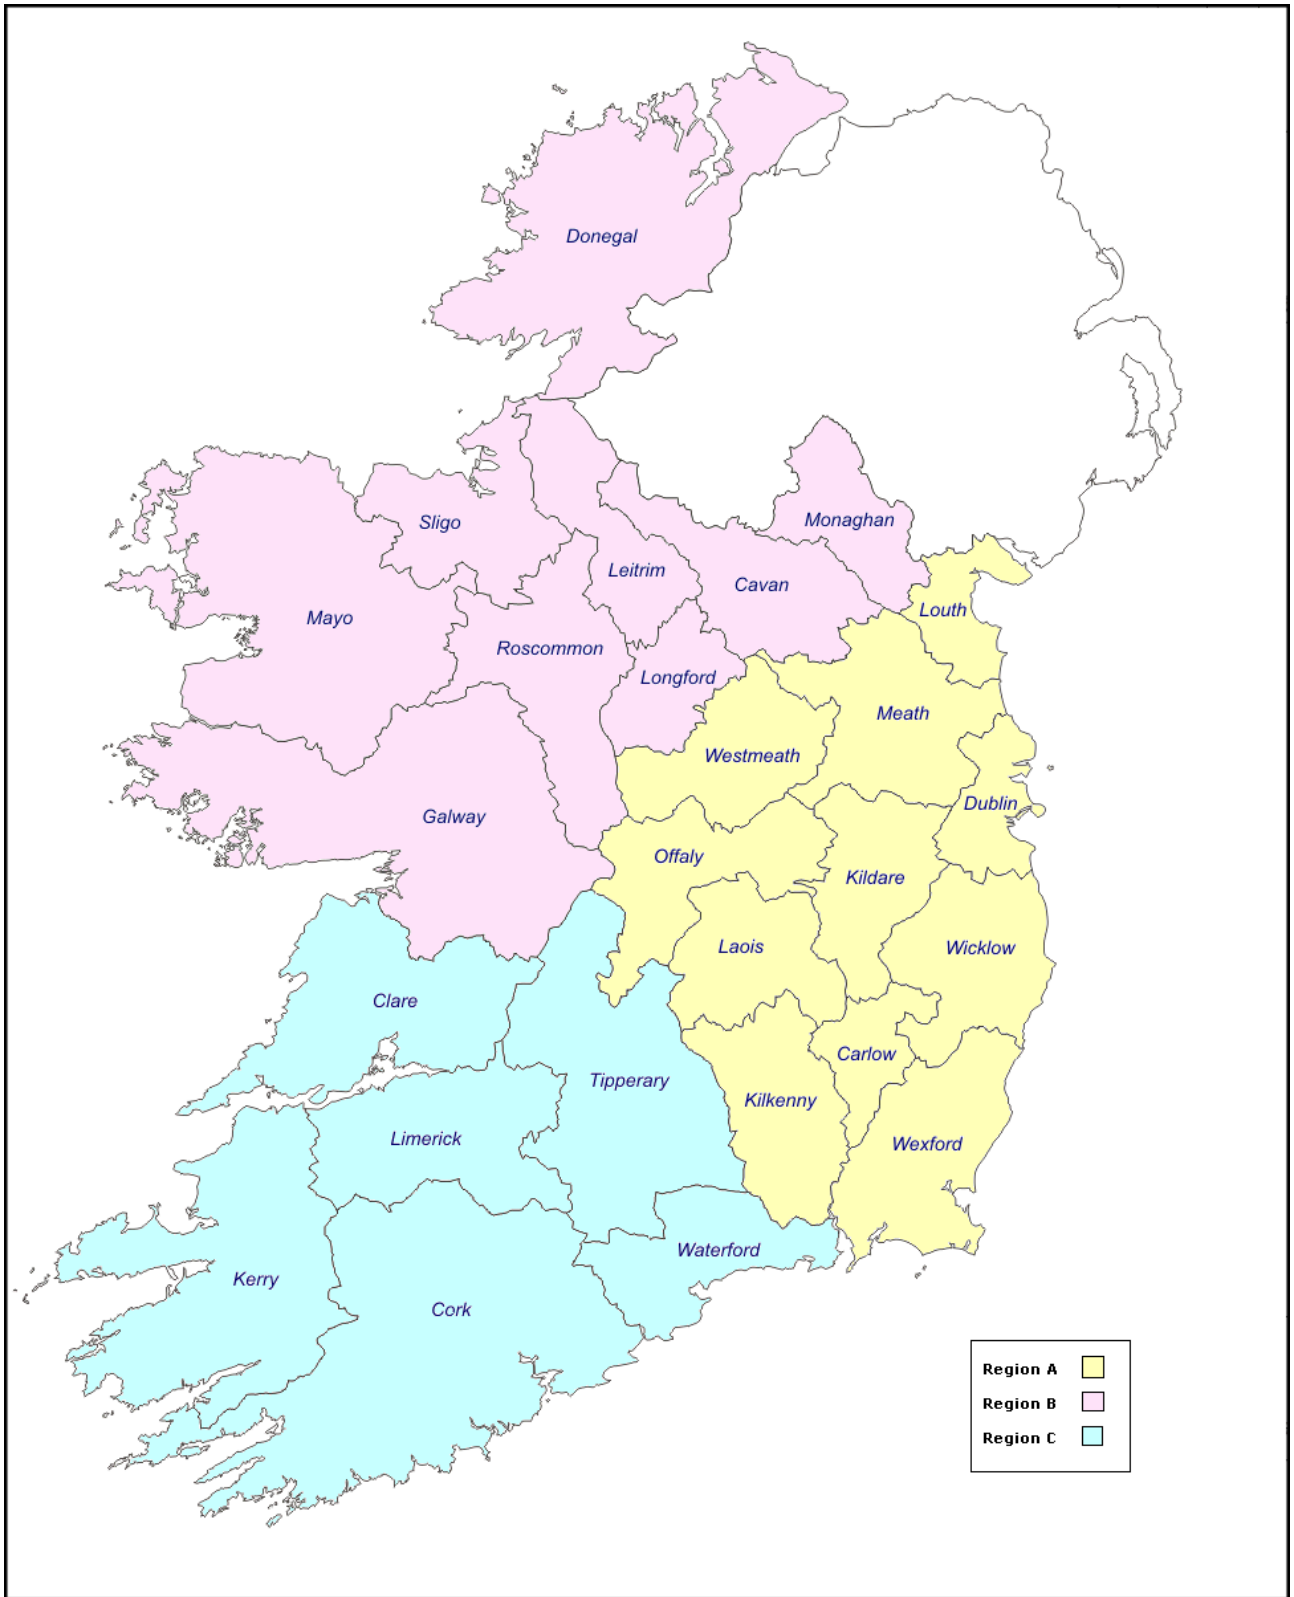 Donegal
Monaghan
Sligo
Leitrim
Cavan
Louth
Mayo
Roscommon
Longford
Meath
Westmeath
Dublin
Galway
Offaly
Kildare
Laois
Wicklow
Clare
Carlow
Tipperary
Kilkenny
Limerick
Wexford
Waterford
Kerry
Cork
Region A
Region B
Region C